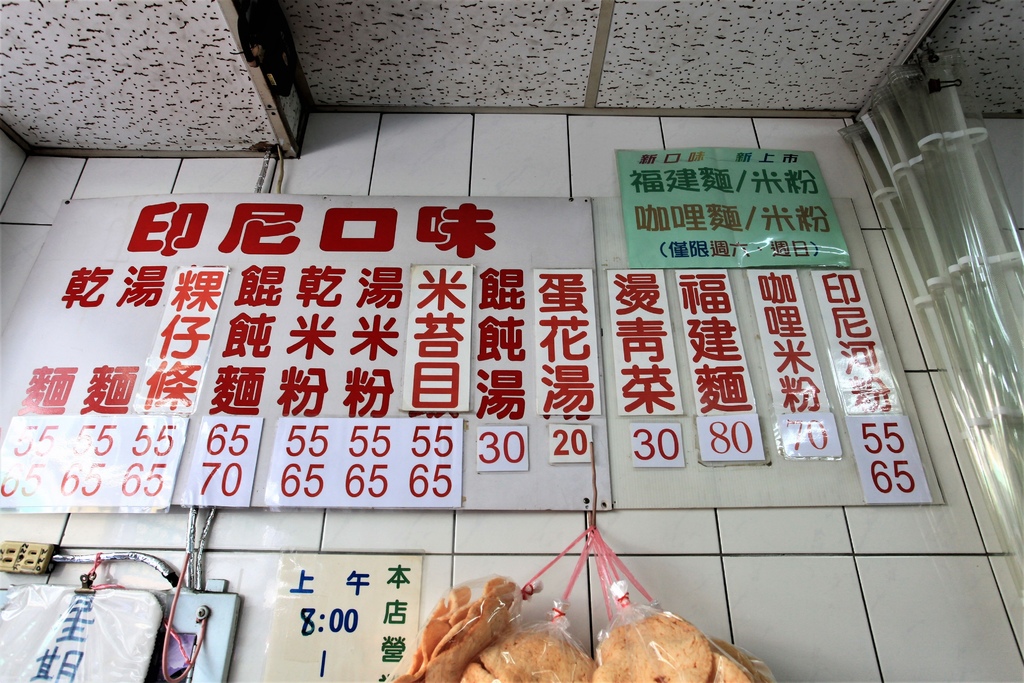 印尼口味
乾麵
55
65
湯麵
55
65
粿仔條
55
65
餛飩麵
65
70
乾米粉
55
65
湯米粉
55
65
米苔目
55
65
餛飩湯
30
蛋花湯
20
燙青菜
30
福建麵
80
咖哩米粉
70
印尼河粉
55
65
新口味 新上市
福建麵/米粉
咖哩麵/米粉
(僅限週六、週日)
本店營
上午
8:00
星期